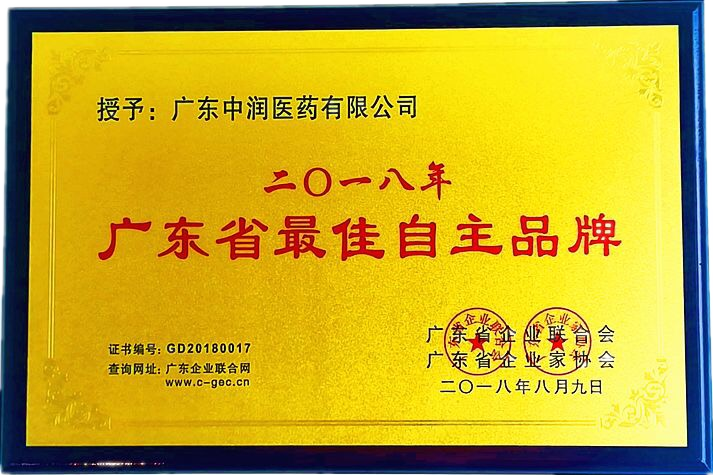 授予：广东中润医药有限公司
二〇一八年
广东省最佳自主品牌
证书编号：GD20180017
查询网址：广东企业联合网
www.c-gec.cn
广东省企业联合会
广东省企业家协会
二〇一八年八月九日